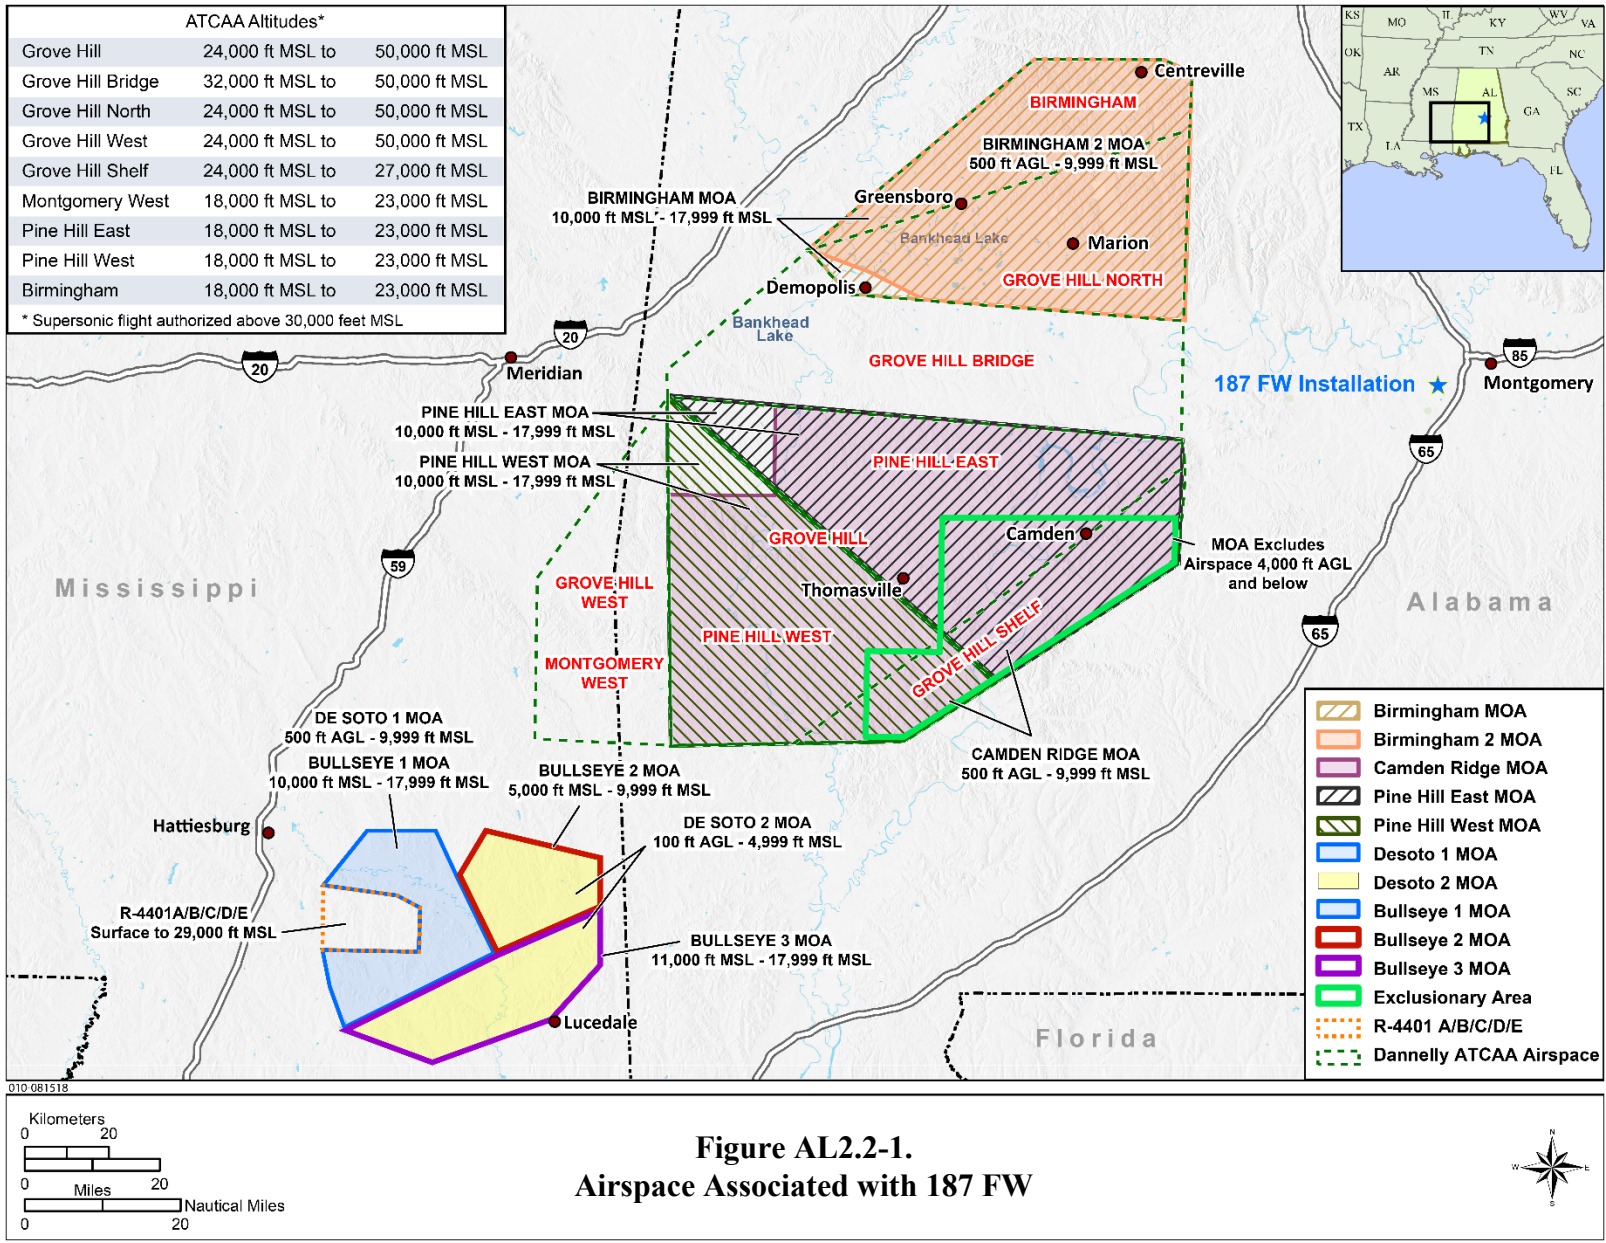 ATCAA Altitudes*
Grove Hill 24,000 ft MSL to 50,000 ft MSL
Grove Hill Bridge 32,000 ft MSL to 50,000 ft MSL
Grove Hill North 24,000 ft MSL to 50,000 ft MSL
Grove Hill West 24,000 ft MSL to 50,000 ft MSL
Grove Hill Shelf 24,000 ft MSL to 27,000 ft MSL
Montgomery West 18,000 ft MSL to 23,000 ft MSL
Pine Hill East 18,000 ft MSL to 23,000 ft MSL
Pine Hill West 18,000 ft MSL to 23,000 ft MSL
Birmingham 18,000 ft MSL to 23,000 ft MSL
* Supersonic flight authorized above 30,000 feet MSL
KS
MO
IL
KY
WV
VA
OK
TN
NC
AR
MS
AL
SC
GA
TX
LA
FL
Centreville
BIRMINGHAM
BIRMINGHAM 2 MOA
500 ft AGL - 9,999 ft MSL
BIRMINGHAM MOA
10,000 ft MSL - 17,999 ft MSL
Greensboro
Bankhead Lake
Marion
GROVE HILL NORTH
Demopolis
Bankhead
Lake
20
20
Meridian
GROVE HILL BRIDGE
187 FW Installation
85
Montgomery
PINE HILL EAST MOA
10,000 ft MSL - 17,999 ft MSL
PINE HILL WEST MOA
10,000 ft MSL - 17,999 ft MSL
PINE HILL EAST
65
GROVE HILL
Camden
MOA Excludes
Airspace 4,000 ft AGL
and below
59
Mississippi
GROVE HILL
WEST
Thomasville
Alabama
65
PINE HILL WEST
GROVE HILL SHELF
MONTGOMERY
WEST
CAMDEN RIDGE MOA
500 ft AGL - 9,999 ft MSL
DE SOTO 1 MOA
500 ft AGL - 9,999 ft MSL
BULLSEYE 1 MOA
10,000 ft MSL - 17,999 ft MSL
BULLSEYE 2 MOA
5,000 ft MSL - 9,999 ft MSL
DE SOTO 2 MOA
100 ft AGL - 4,999 ft MSL
Hattiesburg
R-4401A/B/C/D/E
Surface to 29,000 ft MSL
BULLSEYE 3 MOA
11,000 ft MSL - 17,999 ft MSL
Lucedale
Florida
Birmingham MOA
Birmingham 2 MOA
Camden Ridge MOA
Pine Hill East MOA
Pine Hill West MOA
Desoto 1 MOA
Desoto 2 MOA
Bullseye 1 MOA
Bullseye 2 MOA
Bullseye 3 MOA
Exclusionary Area
R-4401 A/B/C/D/E
Dannelly ATCAA Airspace
010-081518
Kilometers
0 20
0 Miles 20
Nautical Miles
0 20
Figure AL2.2-1.
Airspace Associated with 187 FW
N
W E
S